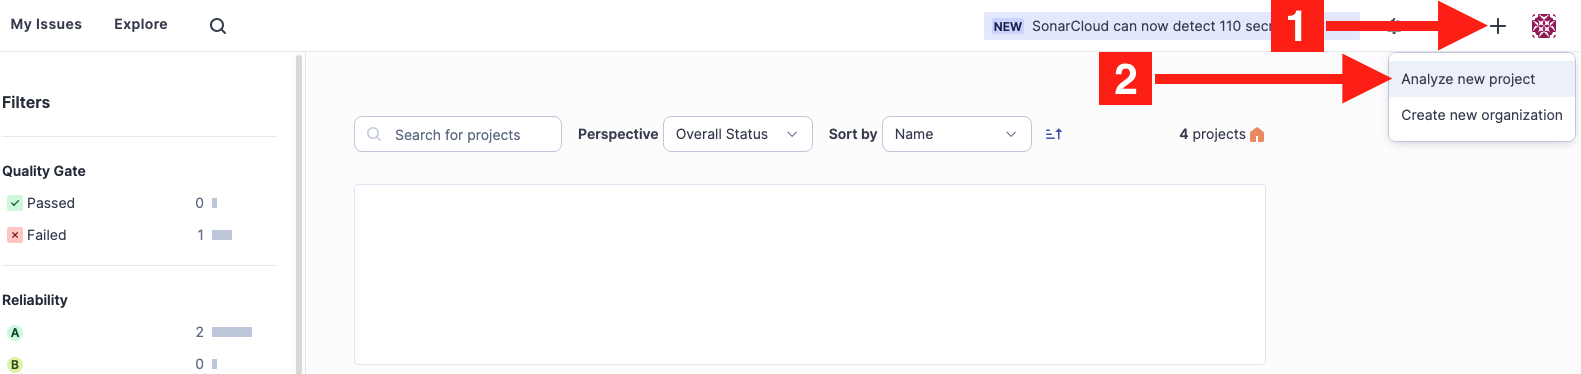 My Issues Explore NEW SonarCloud can now detect 110 secr 1
2 Analyze new project
Create new organization
Filters
Search for projects Perspective Overall Status Sort by Name 4 projects
Quality Gate
Passed 0
Failed 1
Reliability
A 2
B 0